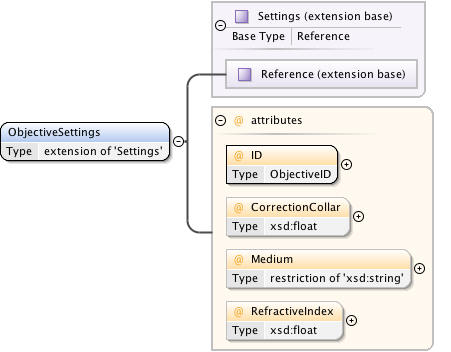 Settings (extension base)
Base Type Reference
Reference (extension base)
ObjectiveSettings
Type extension of 'Settings'
@ attributes
@ ID
Type ObjectiveID
@ CorrectionCollar
Type xsd:float
@ Medium
Type restriction of 'xsd:string'
@ RefractiveIndex
Type xsd:float